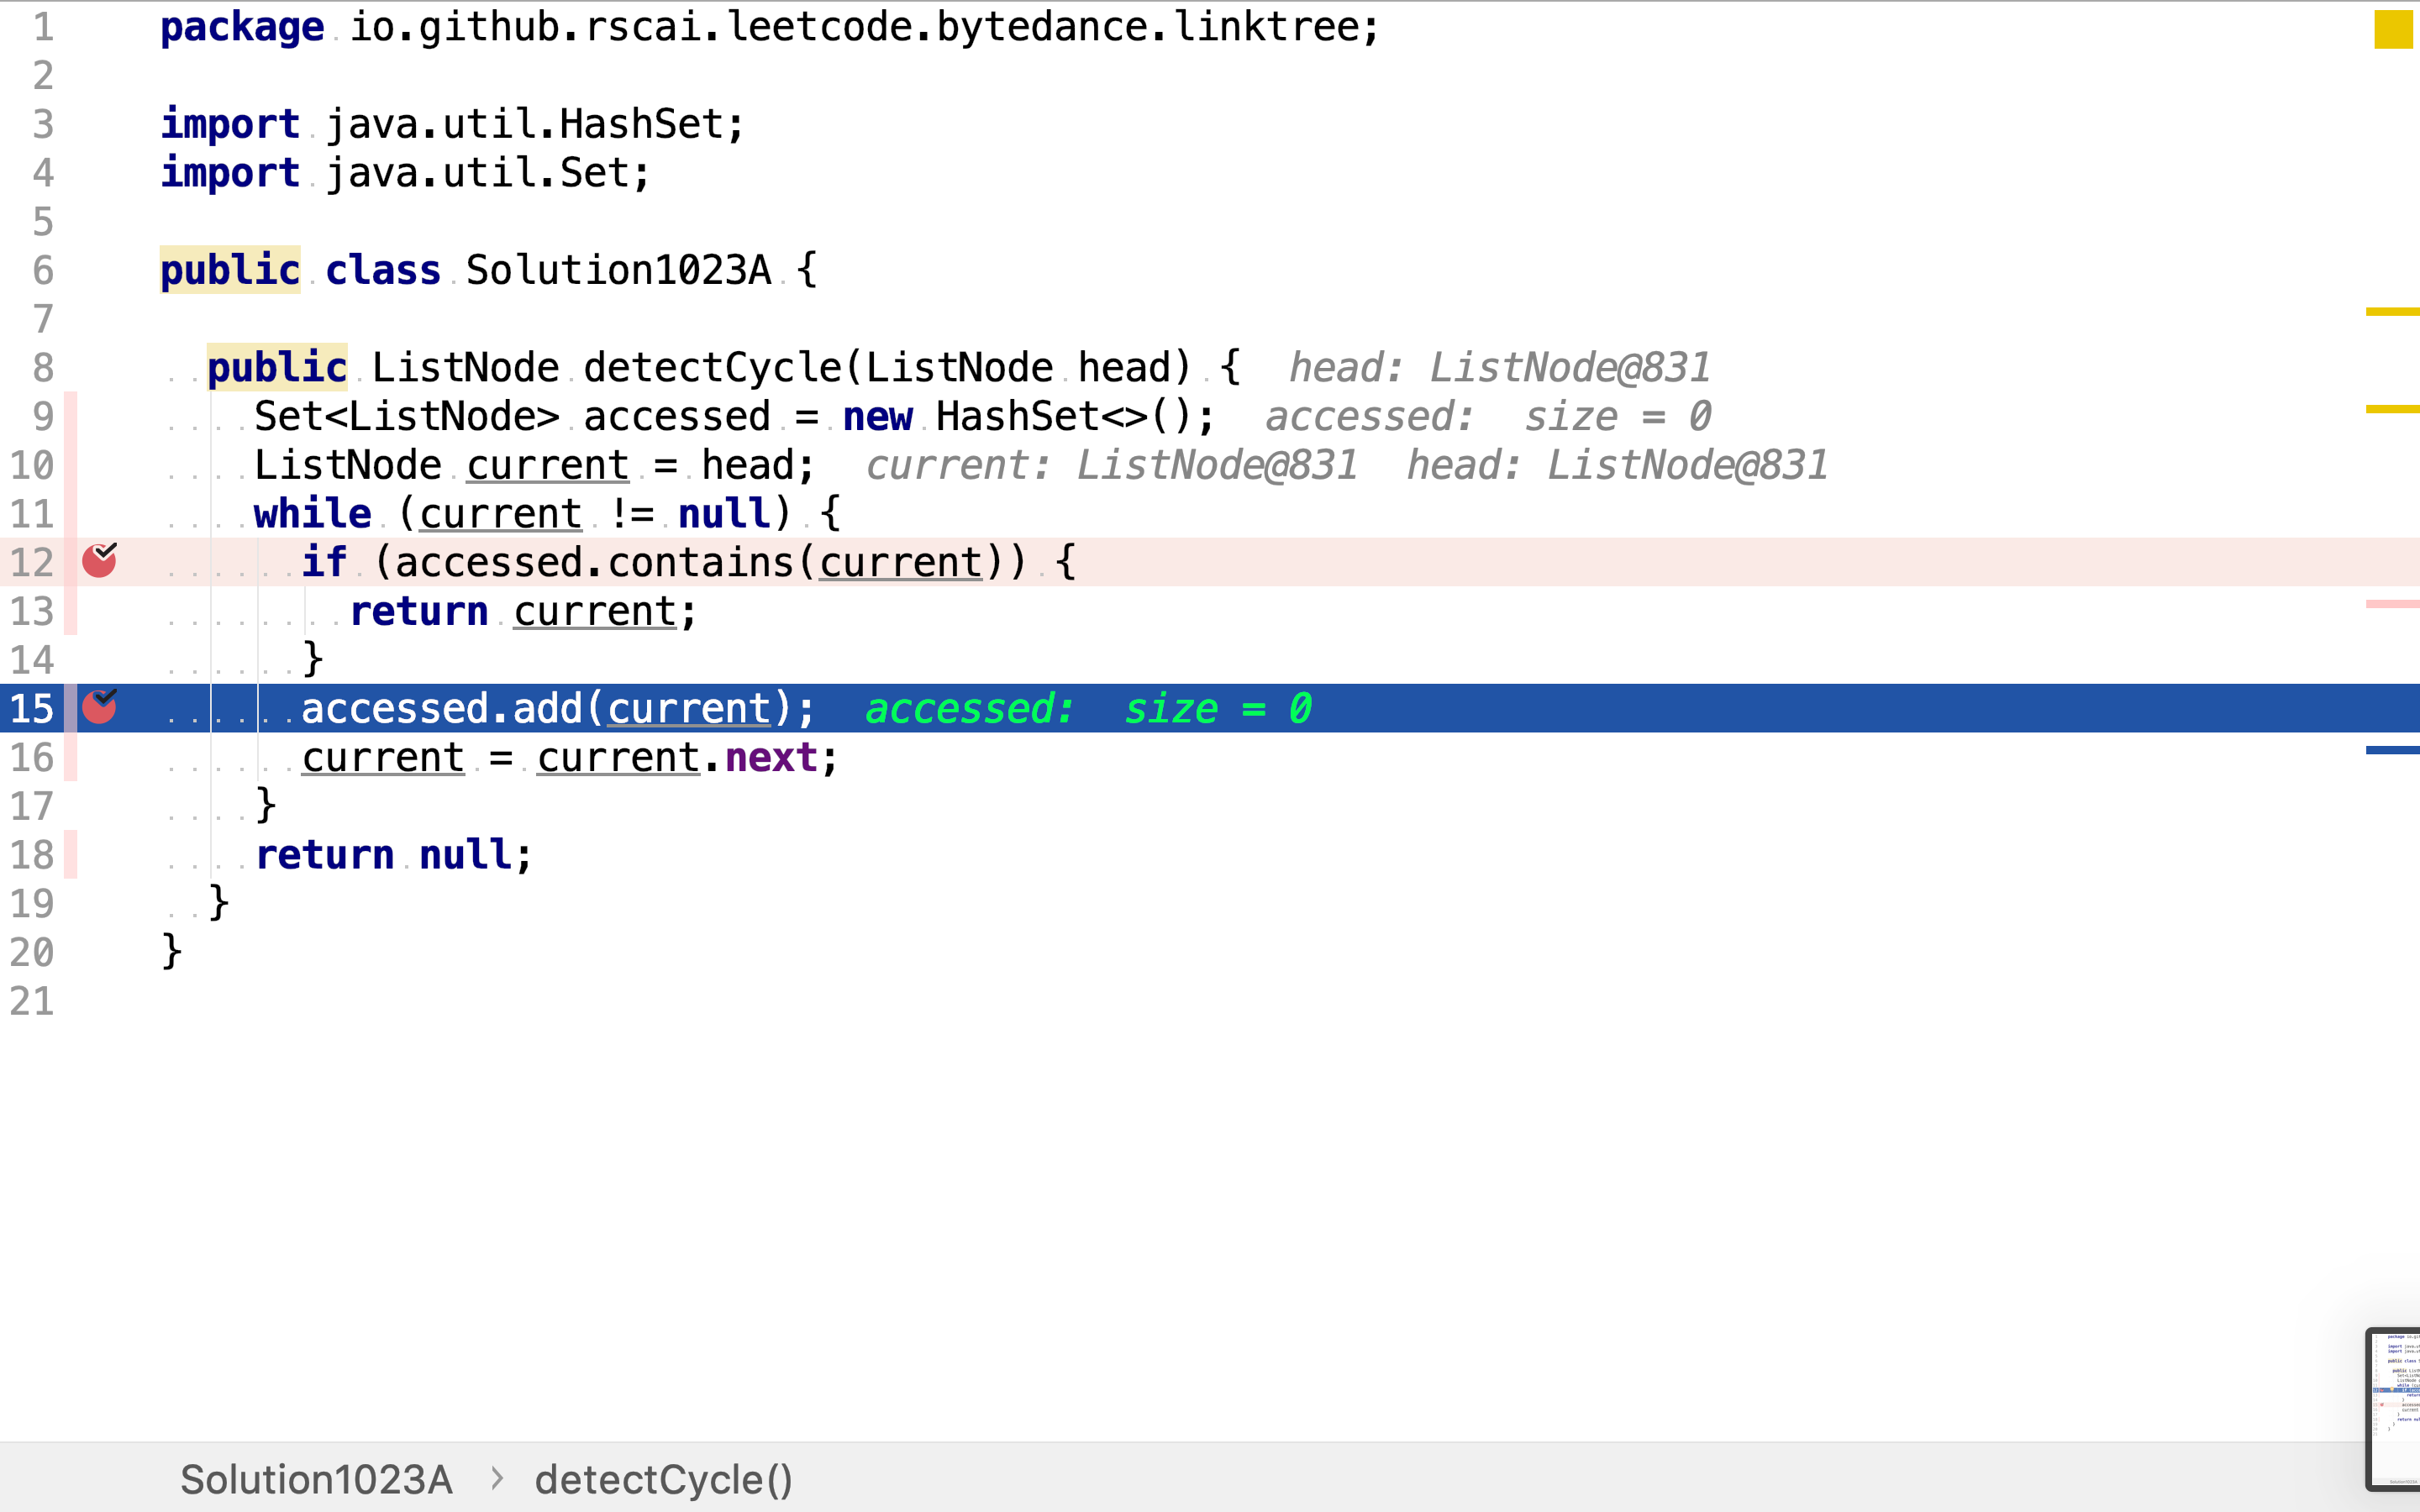 1 package io.github.rscai.leetcode.bytedance.linktree;
2
3 import java.util.HashSet;
4 import java.util.Set;
5
6 public class Solution1023A {
7
8 public ListNode detectCycle(ListNode head) { head: ListNode@831
9 Set<ListNode> accessed = new HashSet<>(); accessed: size = 0
10 ListNode current = head; current: ListNode@831 head: ListNode@831
11 while (current != null) {
12 if (accessed.contains(current)) {
13 return current;
14 }
15 accessed.add(current); accessed: size = 0
16 current = current.next;
17 }
18 return null;
19 }
20 }
21
Solution1023A > detectCycle()